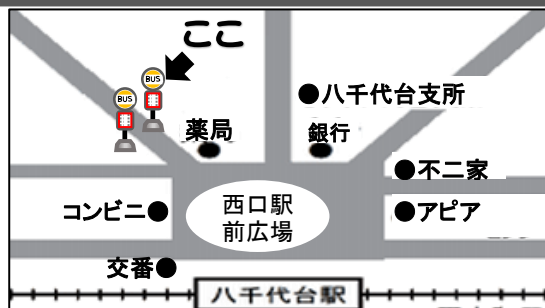 ここ
BUS
BUS
●八千代台支所
薬局
銀行
●不二家
コンビニ●
西口駅
前広場
●アピア
交番●
八千代台駅